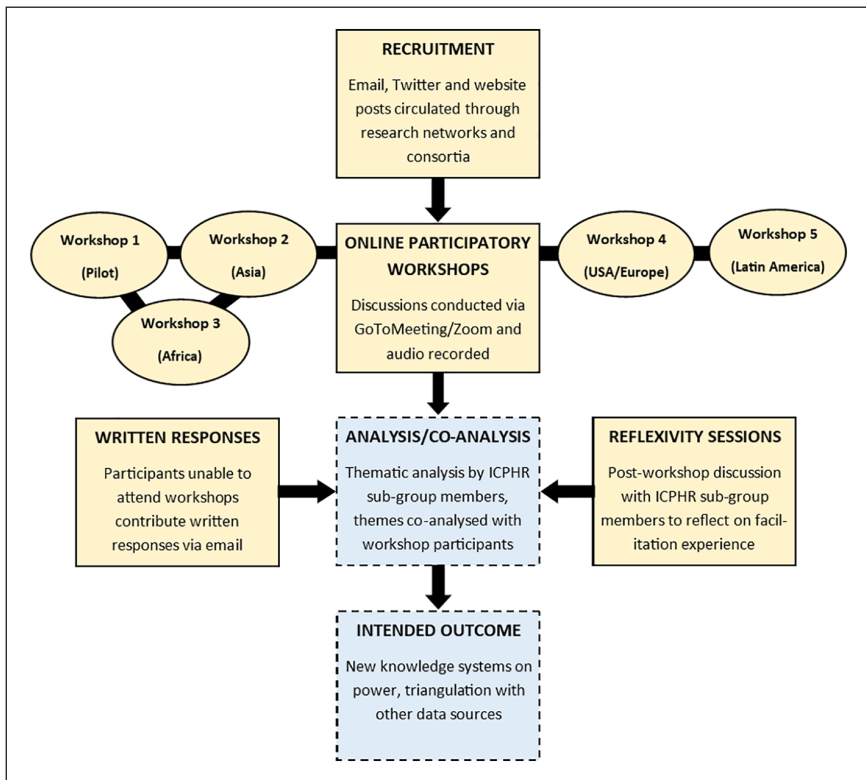 RECRUITMENT
Email, Twitter and website
posts circulated through
research networks and
consortia
Workshop 1
(Pilot)
Workshop 2
(Asia)
Workshop 3
(Africa)
ONLINE PARTICIPATORY
WORKSHOPS
Discussions conducted via
GoToMeeting/Zoom and
audio recorded
Workshop 4
(USA/Europe)
Workshop 5
(Latin America)
WRITTEN RESPONSES
Participants unable to
attend workshops
contribute written
responses via email
ANALYSIS/CO-ANALYSIS
Thematic analysis by ICPHR
sub-group members,
themes co-analysed with
workshop participants
REFLEXIVITY SESSIONS
Post-workshop discussion
with ICPHR sub-group
members to reflect on facil-
itation experience
INTENDED OUTCOME
New knowledge systems on
power, triangulation with
other data sources